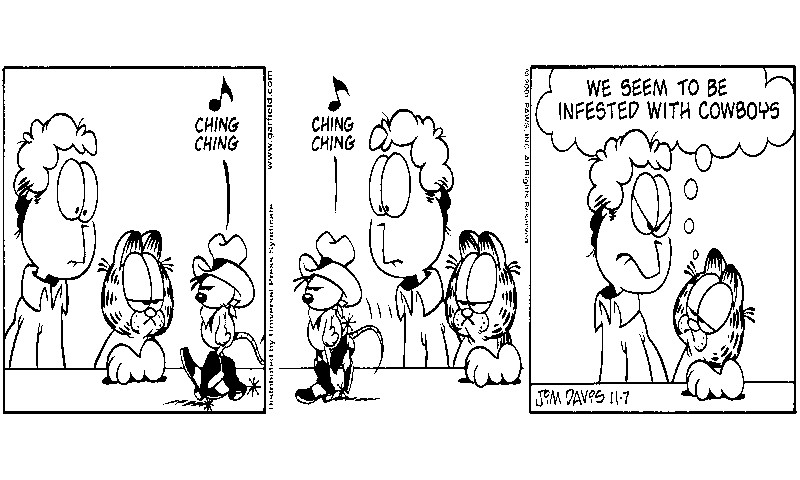 CHING
CHING
www.garfield.com
Distributed by Universal Press Syndicate
CHING
CHING
© 2001 PAWS, INC. All Rights Reserved
WE SEEM TO BE
INFESTED WITH COWBOYS
JIM DAVIS 11-7